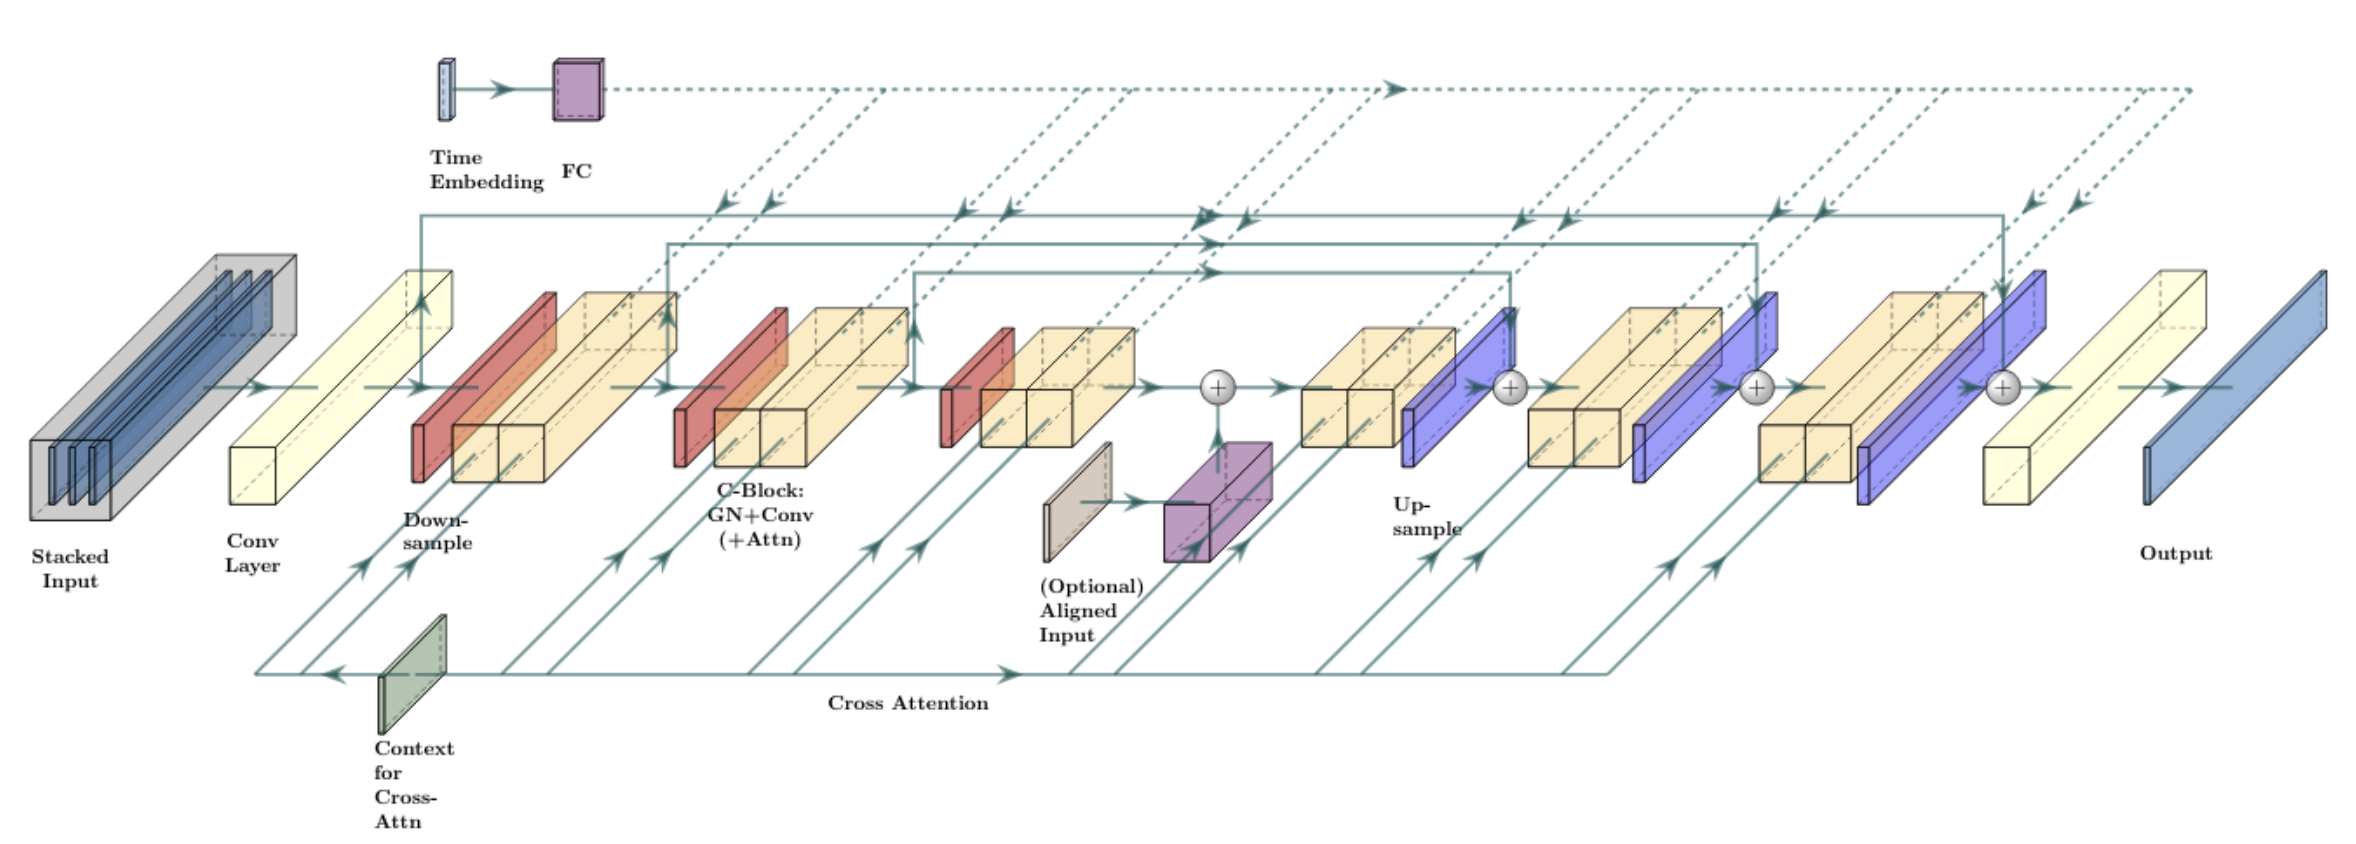 Time
Embedding
FC
Stacked
Input
Conv
Layer
Down-
sample
C-Block:
GN+Conv
(+Attn)
(Optional)
Aligned
Input
Up-
sample
Output
Cross Attention
Context
for
Cross-
Attn